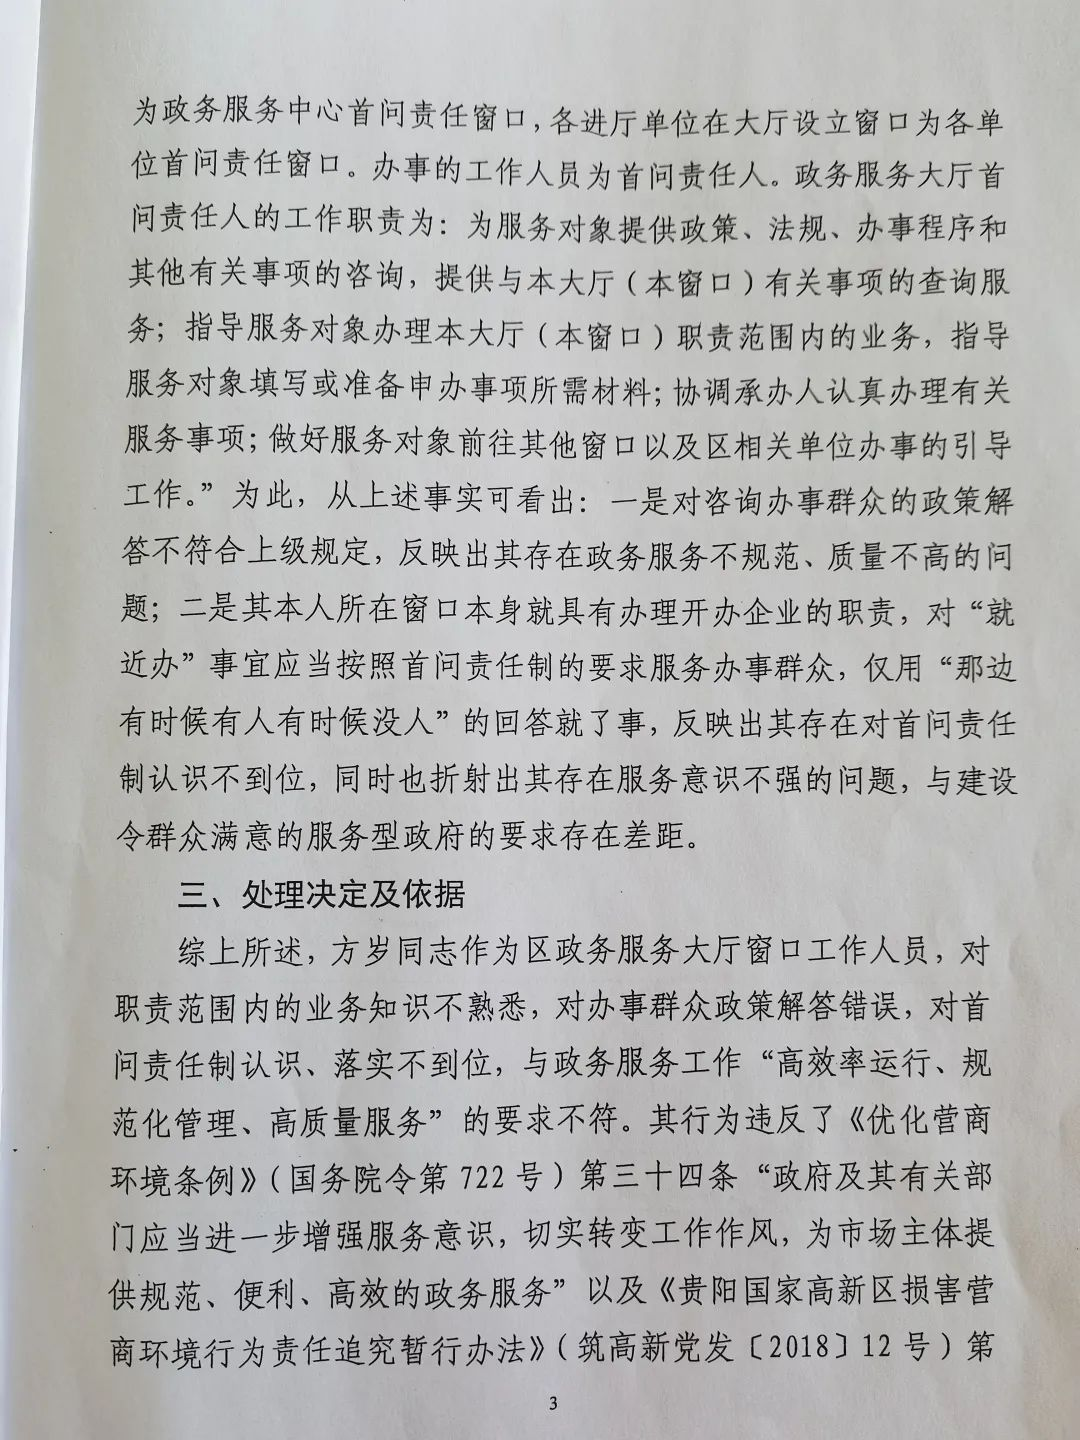 为政务服务中心首问责任窗口，各进厅单位在大厅设立窗口为各单
位首问责任窗口。办事的工作人员为首问责任人。政务服务大厅首
问责任人的工作职责为：为服务对象提供政策、法规、办事程序和
其他有关事项的咨询，提供与本大厅（本窗口）有关事项的查询服
务；指导服务对象办理本大厅（本窗口）职责范围内的业务，指导
服务对象填写或准备申办事项所需材料；协调承办人认真办理有关
服务事项；做好服务对象前往其他窗口以及区相关单位办事的引导
工作。”为此，从上述事实可看出：一是对咨询办事群众的政策解
答不符合上级规定，反映出其存在政务服务不规范、质量不高的问
题；二是其本人所在窗口本身就具有办理开办企业的职责，对“就
近办”事宜应当按照首问责任制的要求服务办事群众，仅用“那边
有时候有人有时候没人”的回答就了事，反映出其存在对首问责任
制认识不到位，同时也折射出其存在服务意识不强的问题，与建设
令群众满意的服务型政府的要求存在差距。
三、处理决定及依据
综上所述，方岁同志作为区政务服务大厅窗口工作人员，对
职责范围内的业务知识不熟悉，对办事群众政策解答错误，对首
问责任制认识、落实不到位，与政务服务工作“高效率运行、规
范化管理、高质量服务”的要求不符。其行为违反了《优化营商
环境条例》（国务院令第 722 号）第三十四条“政府及其有关部
门应当进一步增强服务意识，切实转变工作作风，为市场主体提
供规范、便利、高效的政务服务”以及《贵阳国家高新区损害营
商环境行为责任追究暂行办法》（筑高新党发〔2018〕12 号）第
3